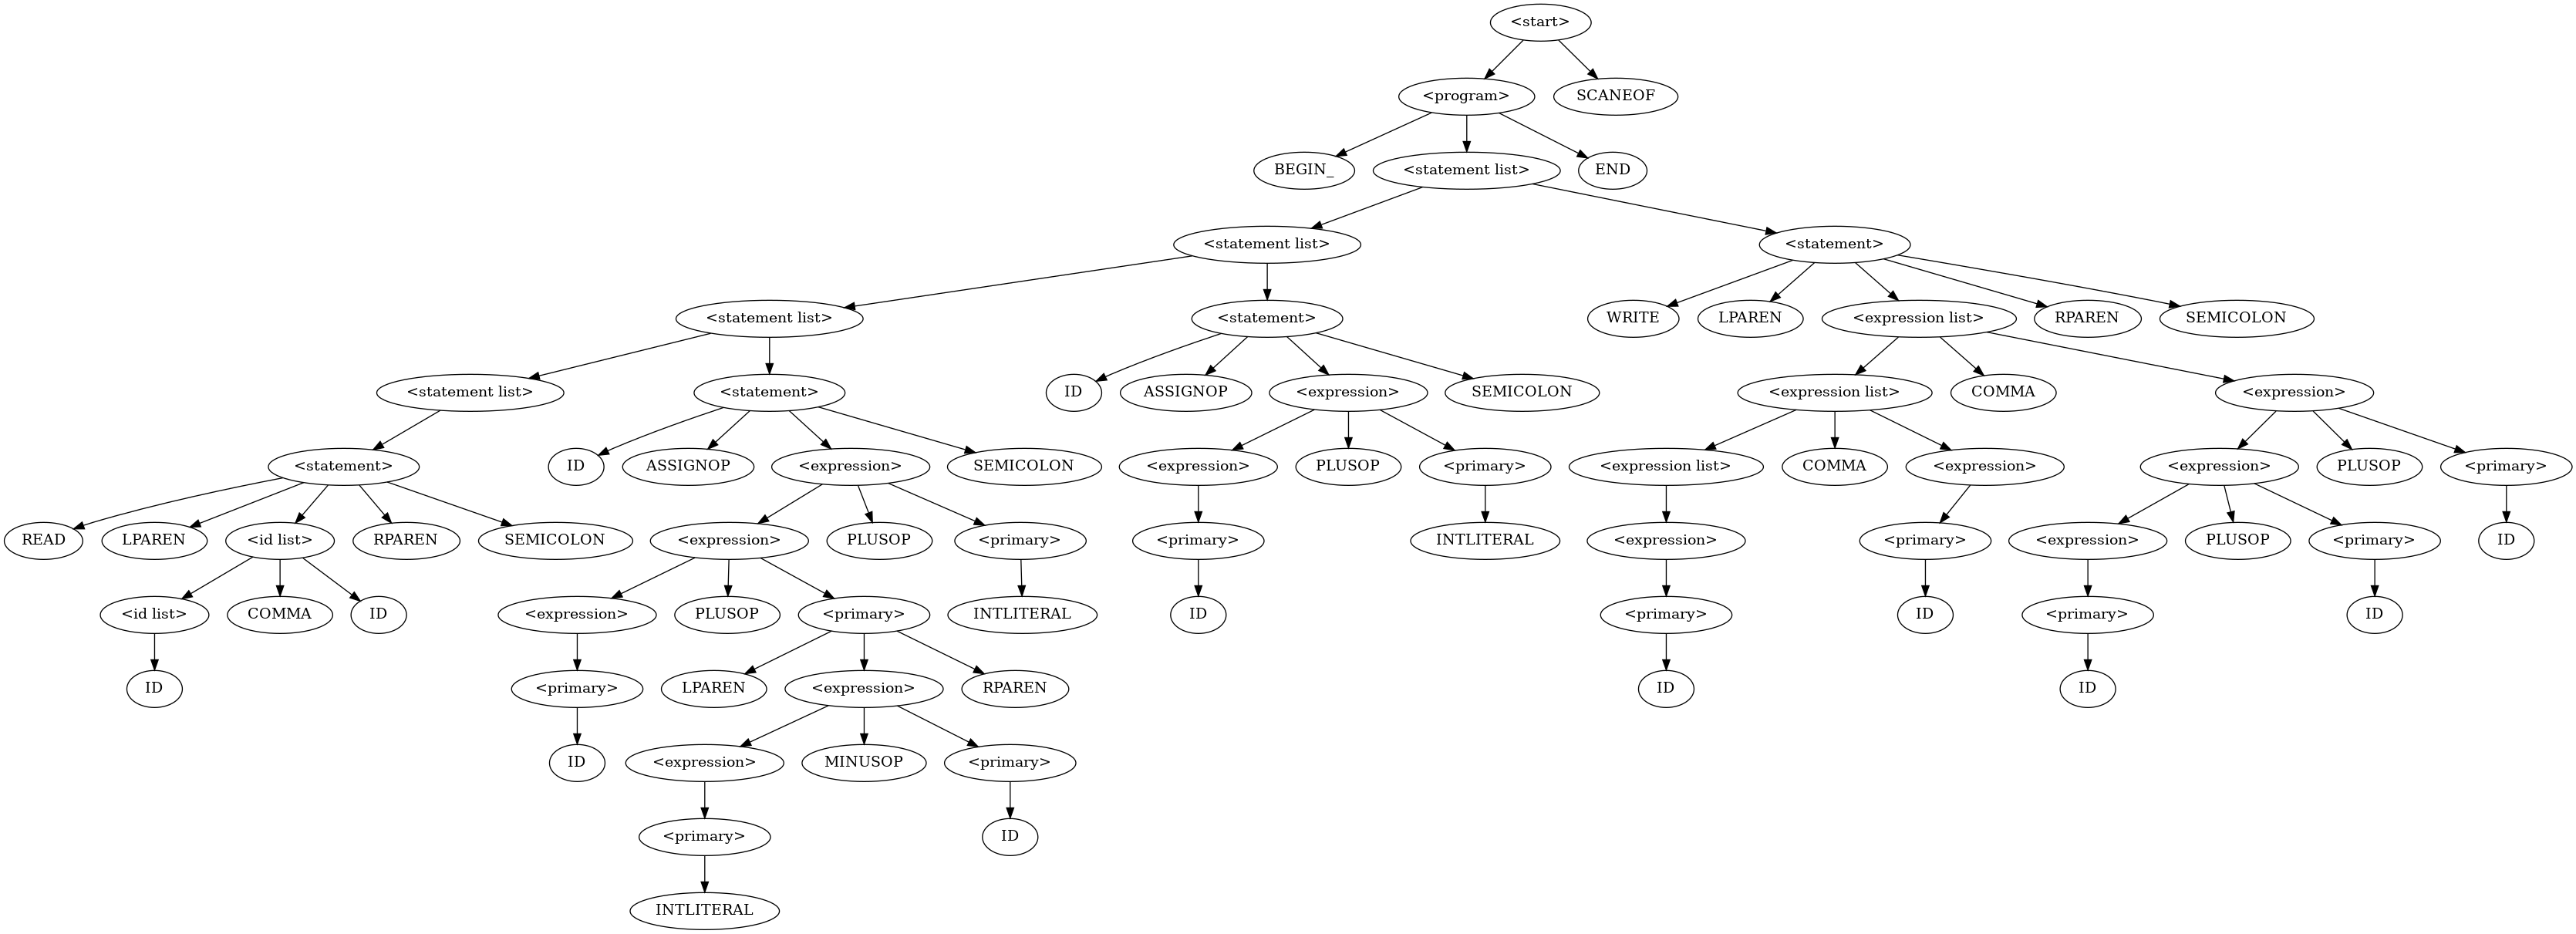 <start>
<program> SCANEOF
BEGIN_ <statement list> END
<statement list> <statement>
<statement list> <statement> WRITE LPAREN <expression list> RPAREN SEMICOLON
<statement list> <statement> ID ASSIGNOP <expression> SEMICOLON <expression list> COMMA <expression>
<statement> ID ASSIGNOP <expression> SEMICOLON <expression> PLUSOP <primary> <expression list> COMMA <expression> <expression> PLUSOP <primary>
READ LPAREN <id list> RPAREN SEMICOLON <expression> PLUSOP <primary> <primary> INTLITERAL <expression> <primary> <expression> PLUSOP <primary> ID
<id list> COMMA ID <expression> PLUSOP <primary> INTLITERAL ID <primary> ID <primary> ID
ID <primary> LPAREN <expression> RPAREN ID ID
ID <expression> MINUSOP <primary>
<primary> ID
INTLITERAL